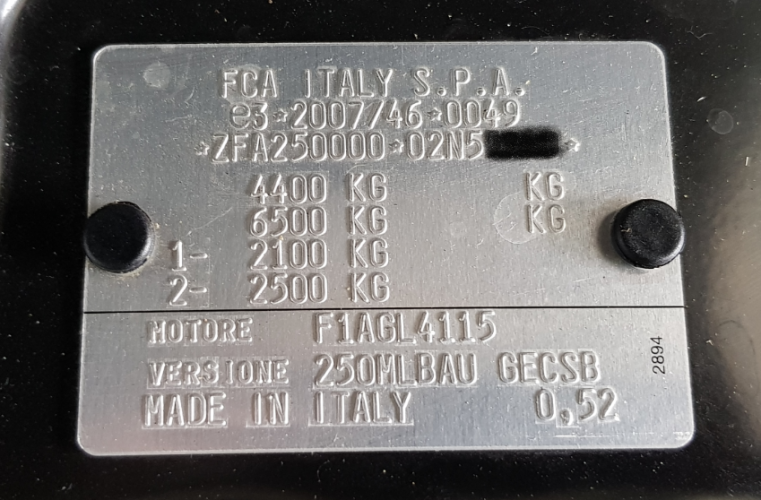 FCA ITALY S.P.A.
e3*2007/46*0049
*ZFA250000*02N5 *
4400 KG KG
6500 KG KG
1- 2100 KG
2- 2500 KG
MOTORE F1AGL4115
VERSIONE 250MLBAU GECSB
MADE IN ITALY 0,52
2894